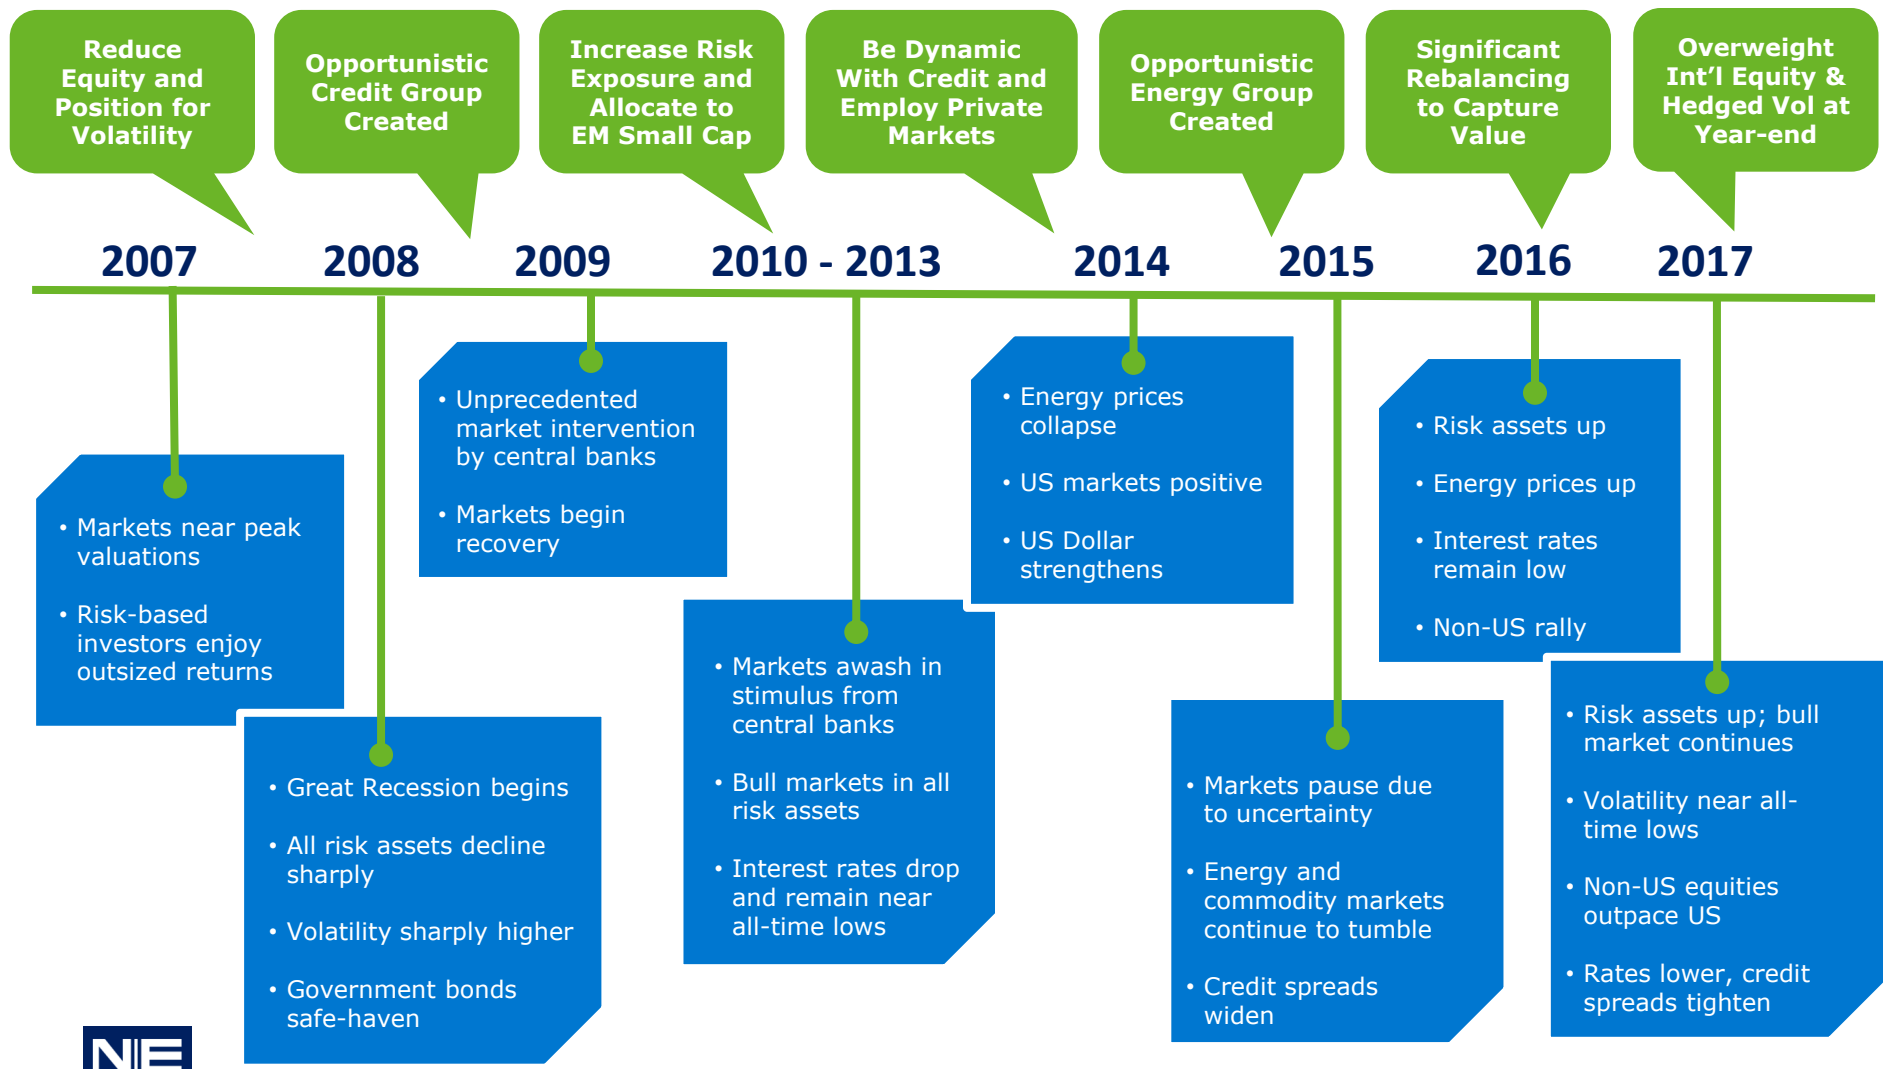 Reduce
Equity and
Position for
Volatility
Opportunistic
Credit Group
Created
Increase Risk
Exposure and
Allocate to
EM Small Cap
Be Dynamic
With Credit and
Employ Private
Markets
Opportunistic
Energy Group
Created
Significant
Rebalancing
to Capture
Value
Overweight
Int'l Equity &
Hedged Vol at
Year-end
2007
2008
2009
2010 - 2013
2014
2015
2016
2017
• Markets near peak
valuations
• Risk-based
investors enjoy
outsized returns
• Great Recession begins
• All risk assets decline
sharply
• Volatility sharply higher
• Government bonds
safe-haven
• Unprecedented
market intervention
by central banks
• Markets begin
recovery
• Markets awash in
stimulus from
central banks
• Bull markets in all
risk assets
• Interest rates drop
and remain near
all-time lows
• Energy prices
collapse
• US markets positive
• US Dollar
strengthens
• Markets pause due
to uncertainty
• Energy and
commodity markets
continue to tumble
• Credit spreads
widen
• Risk assets up
• Energy prices up
• Interest rates
remain low
• Non-US rally
• Risk assets up; bull
market continues
• Volatility near all-
time lows
• Non-US equities
outpace US
• Rates lower, credit
spreads tighten
NE